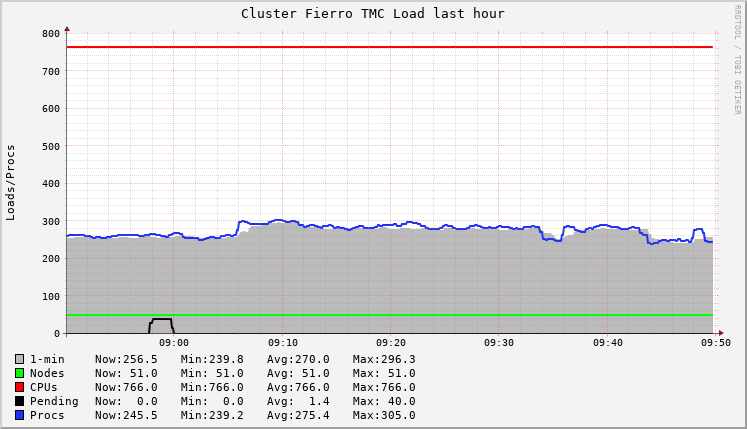 Cluster Fierro TMC Load last hour
RRDTOOL / TOBI OETIKER
Loads/Procs
800
700
600
500
400
300
200
100
0
09:00 09:10 09:20 09:30 09:40 09:50
1-min Now:256.5 Min:239.8 Avg:270.0 Max:296.3
Nodes Now: 51.0 Min: 51.0 Avg: 51.0 Max: 51.0
CPUs Now:766.0 Min:766.0 Avg:766.0 Max:766.0
Pending Now: 0.0 Min: 0.0 Avg: 1.4 Max: 40.0
Procs Now:245.5 Min:239.2 Avg:275.4 Max:305.0